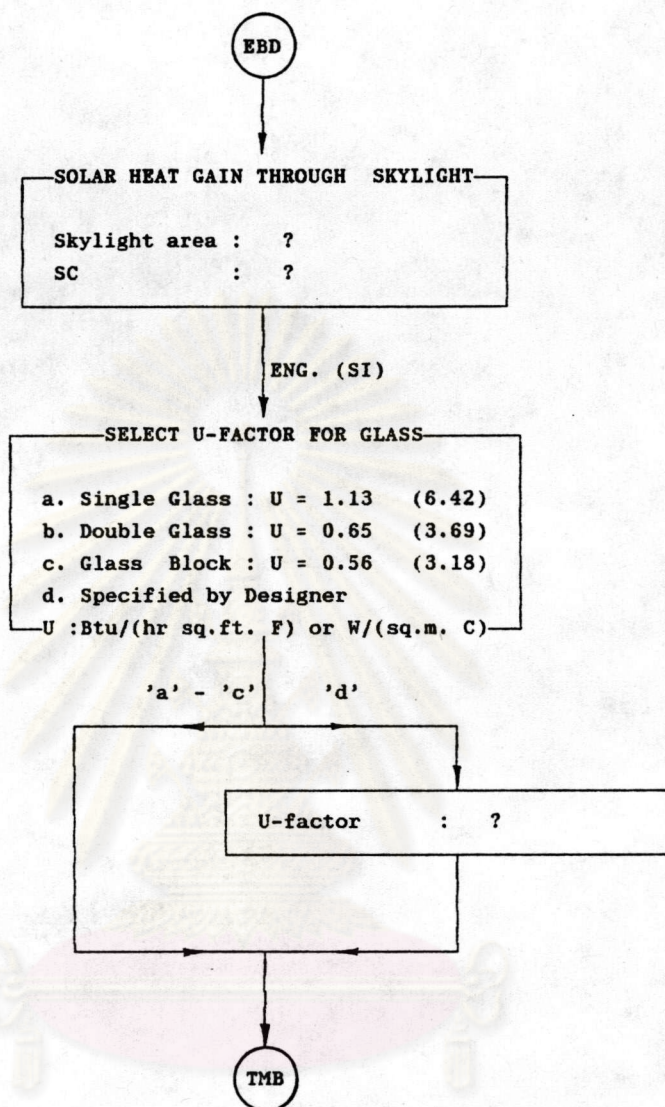 EBD
SOLAR HEAT GAIN THROUGH SKYLIGHT
Skylight area : ?
SC : ?
ENG. (SI)
SELECT U-FACTOR FOR GLASS
a. Single Glass : U = 1.13 (6.42)
b. Double Glass : U = 0.65 (3.69)
c. Glass Block : U = 0.56 (3.18)
d. Specified by Designer
U :Btu/(hr sq.ft. F) or W/(sq.m. C)
'a' - 'c' 'd'
U-factor : ?
TMB